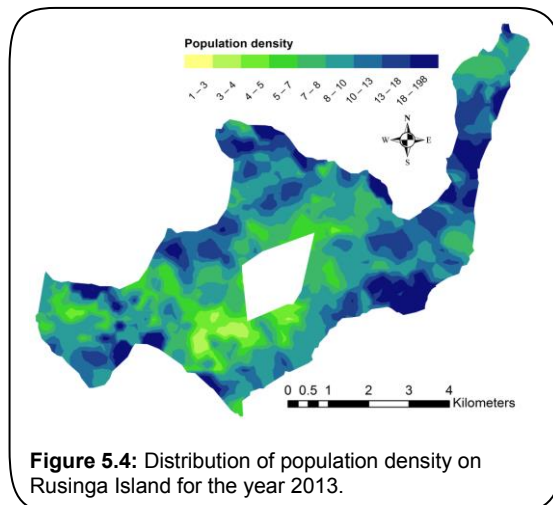 Population density
1 – 3
3 – 4
4 – 5
5 – 7
7 – 8
8 – 10
10 – 13
13 – 18
18 – 198
N
W E
S
0 0.5 1 2 3 4
Kilometers
Figure 5.4: Distribution of population density on
Rusinga Island for the year 2013.